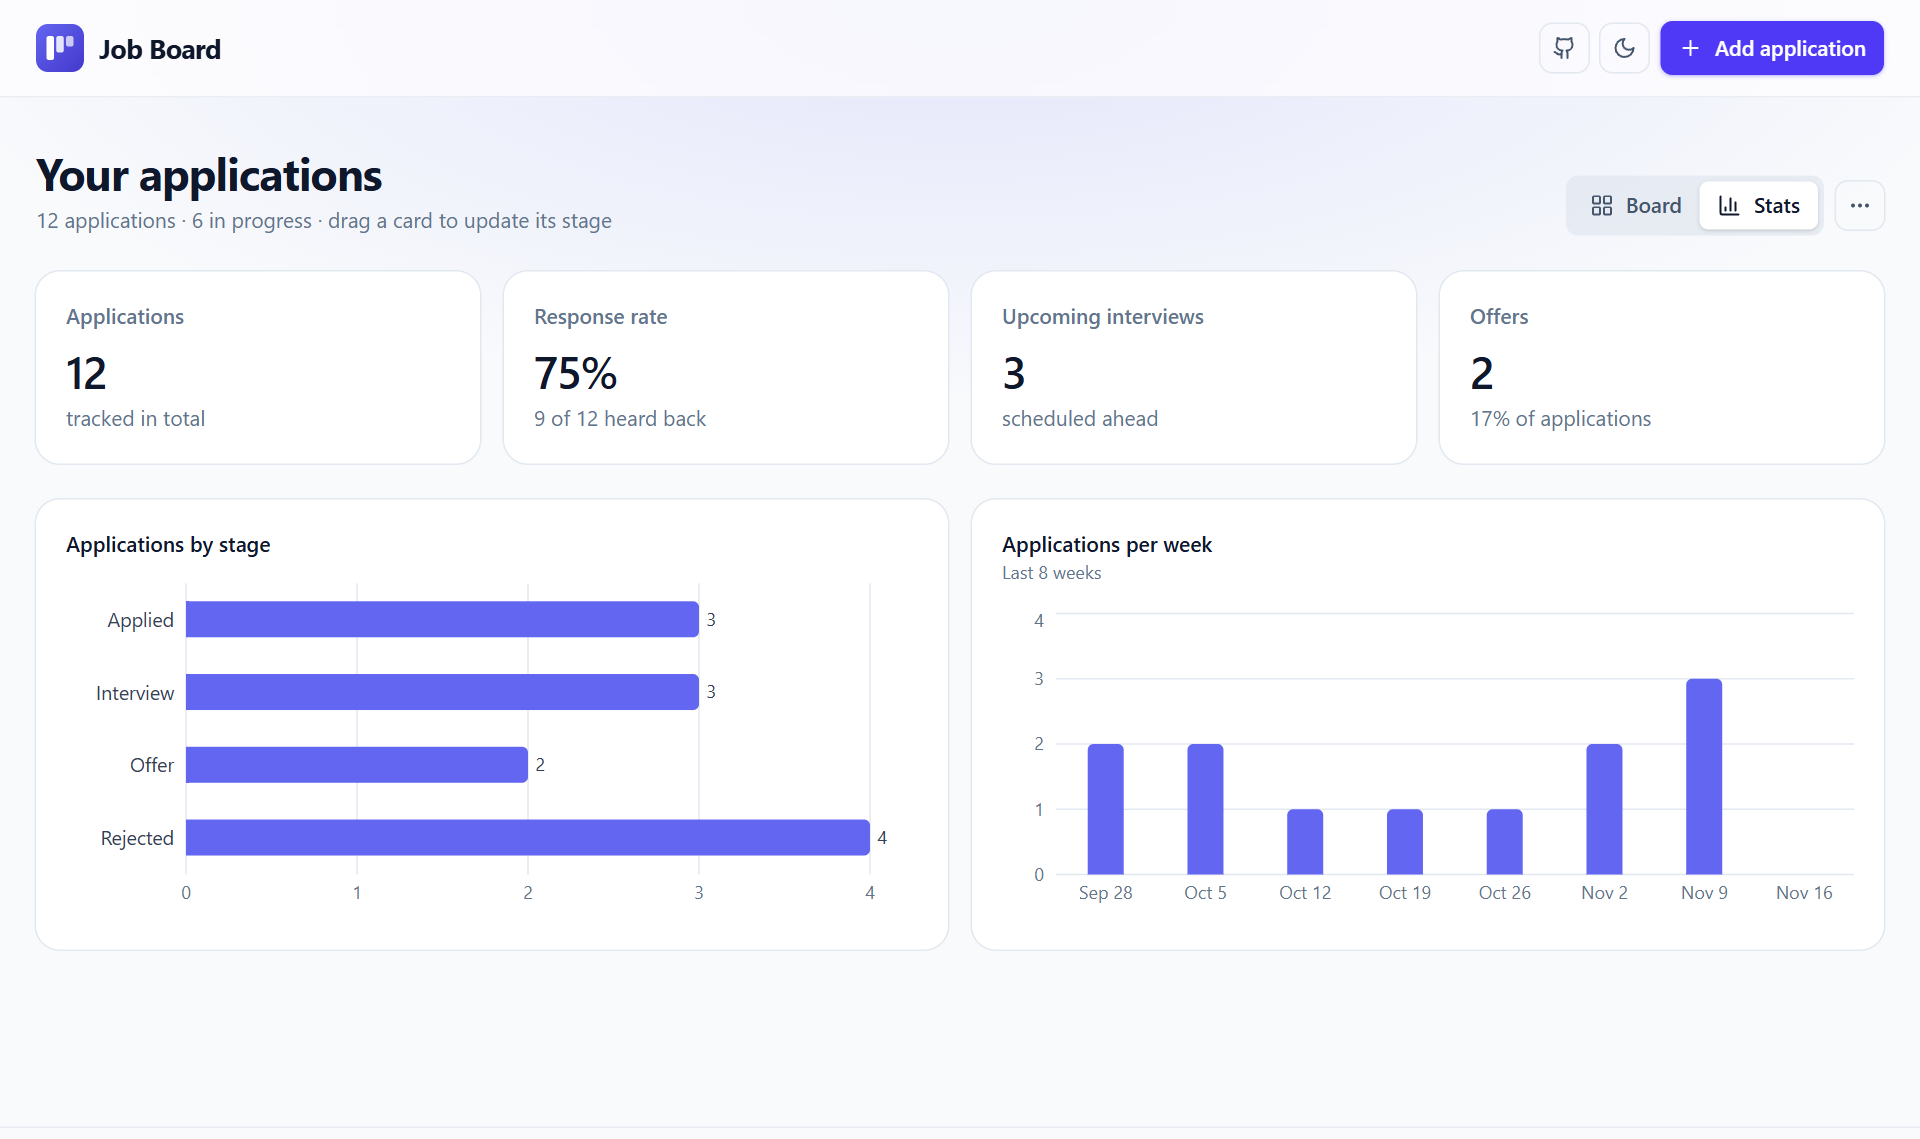 Job Board
Add application
Your applications
12 applications · 6 in progress · drag a card to update its stage
Board
Stats
Applications
12
tracked in total
Response rate
75%
9 of 12 heard back
Upcoming interviews
3
scheduled ahead
Offers
2
17% of applications
Applications by stage
Applied 3
Interview 3
Offer 2
Rejected 4
0 1 2 3 4
Applications per week
Last 8 weeks
4
3
2
1
0
Sep 28 Oct 5 Oct 12 Oct 19 Oct 26 Nov 2 Nov 9 Nov 16